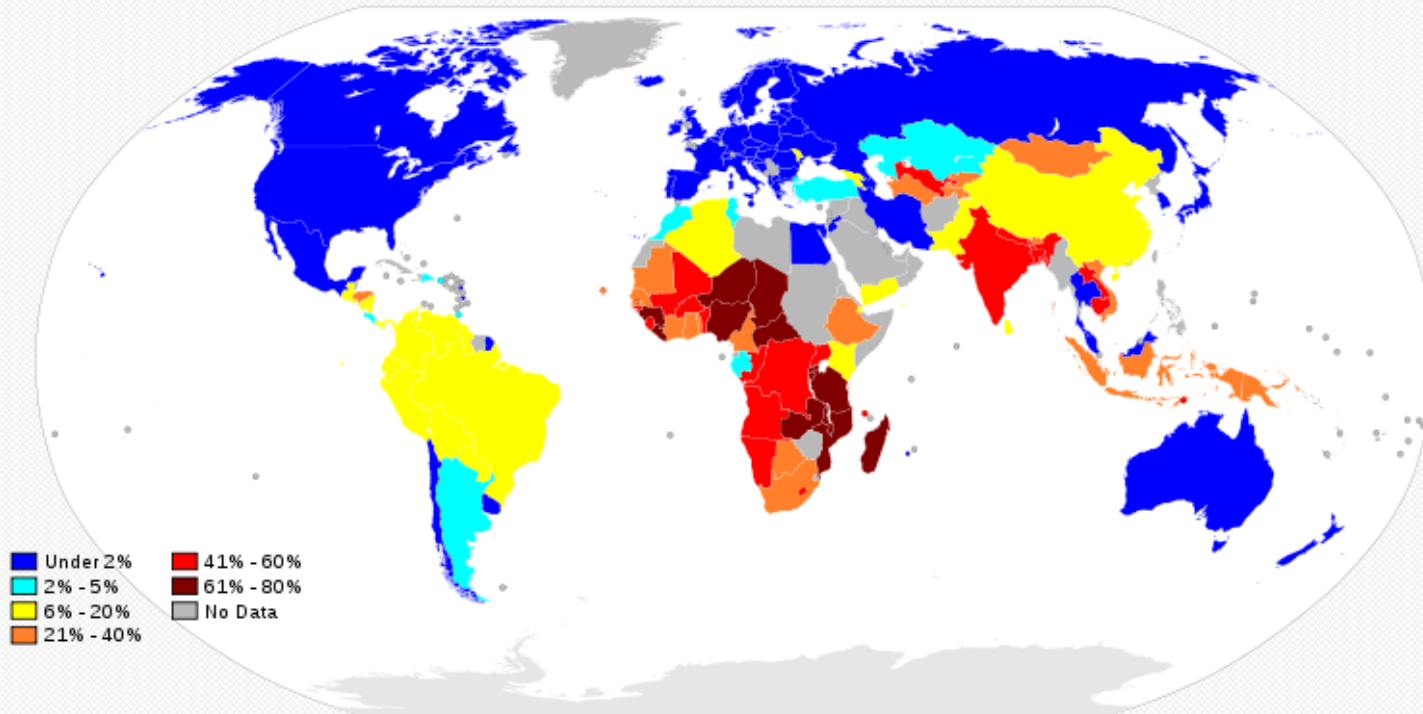 Under 2%
2% - 5%
6% - 20%
21% - 40%
41% - 60%
61% - 80%
No Data